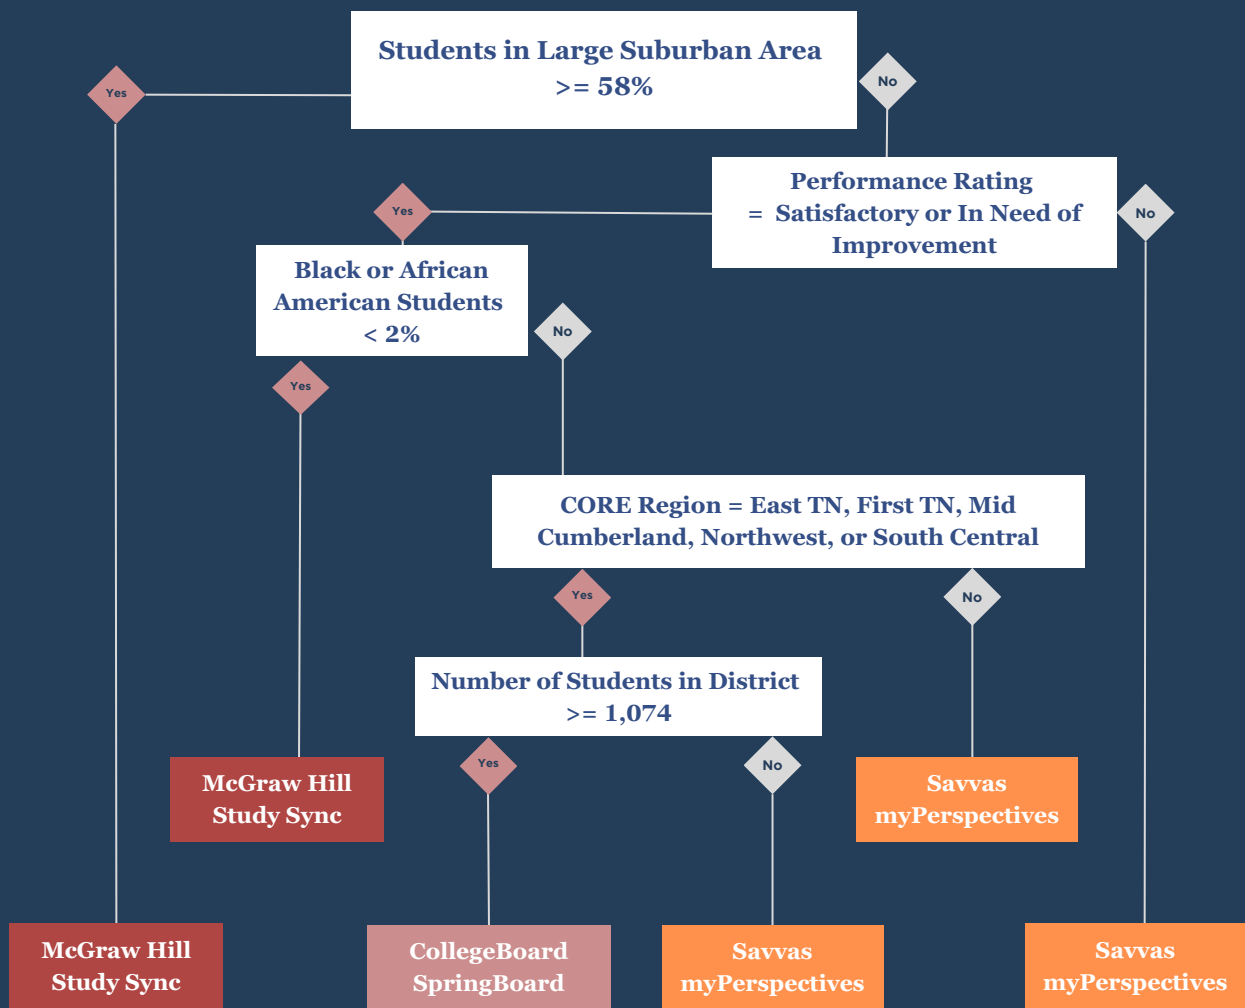 Students in Large Suburban Area
>= 58%
Yes
No
Performance Rating
= Satisfactory or In Need of
Improvement
Yes
No
Black or African
American Students
< 2%
No
Yes
CORE Region = East TN, First TN, Mid
Cumberland, Northwest, or South Central
Yes
No
Number of Students in District
>= 1,074
Yes
No
McGraw Hill
Study Sync
Savvas
myPerspectives
McGraw Hill
Study Sync
CollegeBoard
SpringBoard
Savvas
myPerspectives
Savvas
myPerspectives